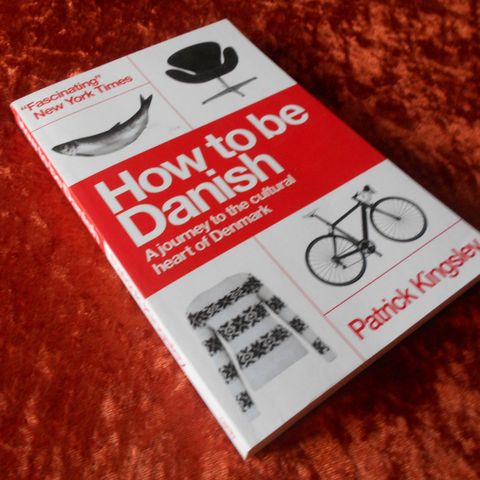 "Fascinating"
New York Times
How to be
Danish
A journey to the cultural
heart of Denmark
Patrick Kingsley